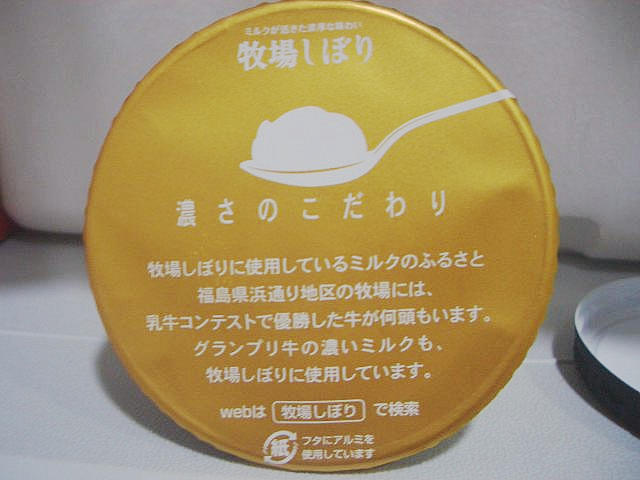 ミルクが活きた濃厚な味わい
牧場しぼり
濃さのこだわり
牧場しぼりに使用しているミルクのふるさと
福島県浜通り地区の牧場には、
乳牛コンテストで優勝した牛が何頭もいます。
グランプリ牛の濃いミルクも、
牧場しぼりに使用しています。
webは 牧場しぼり で検索
紙 フタにアルミを
使用しています